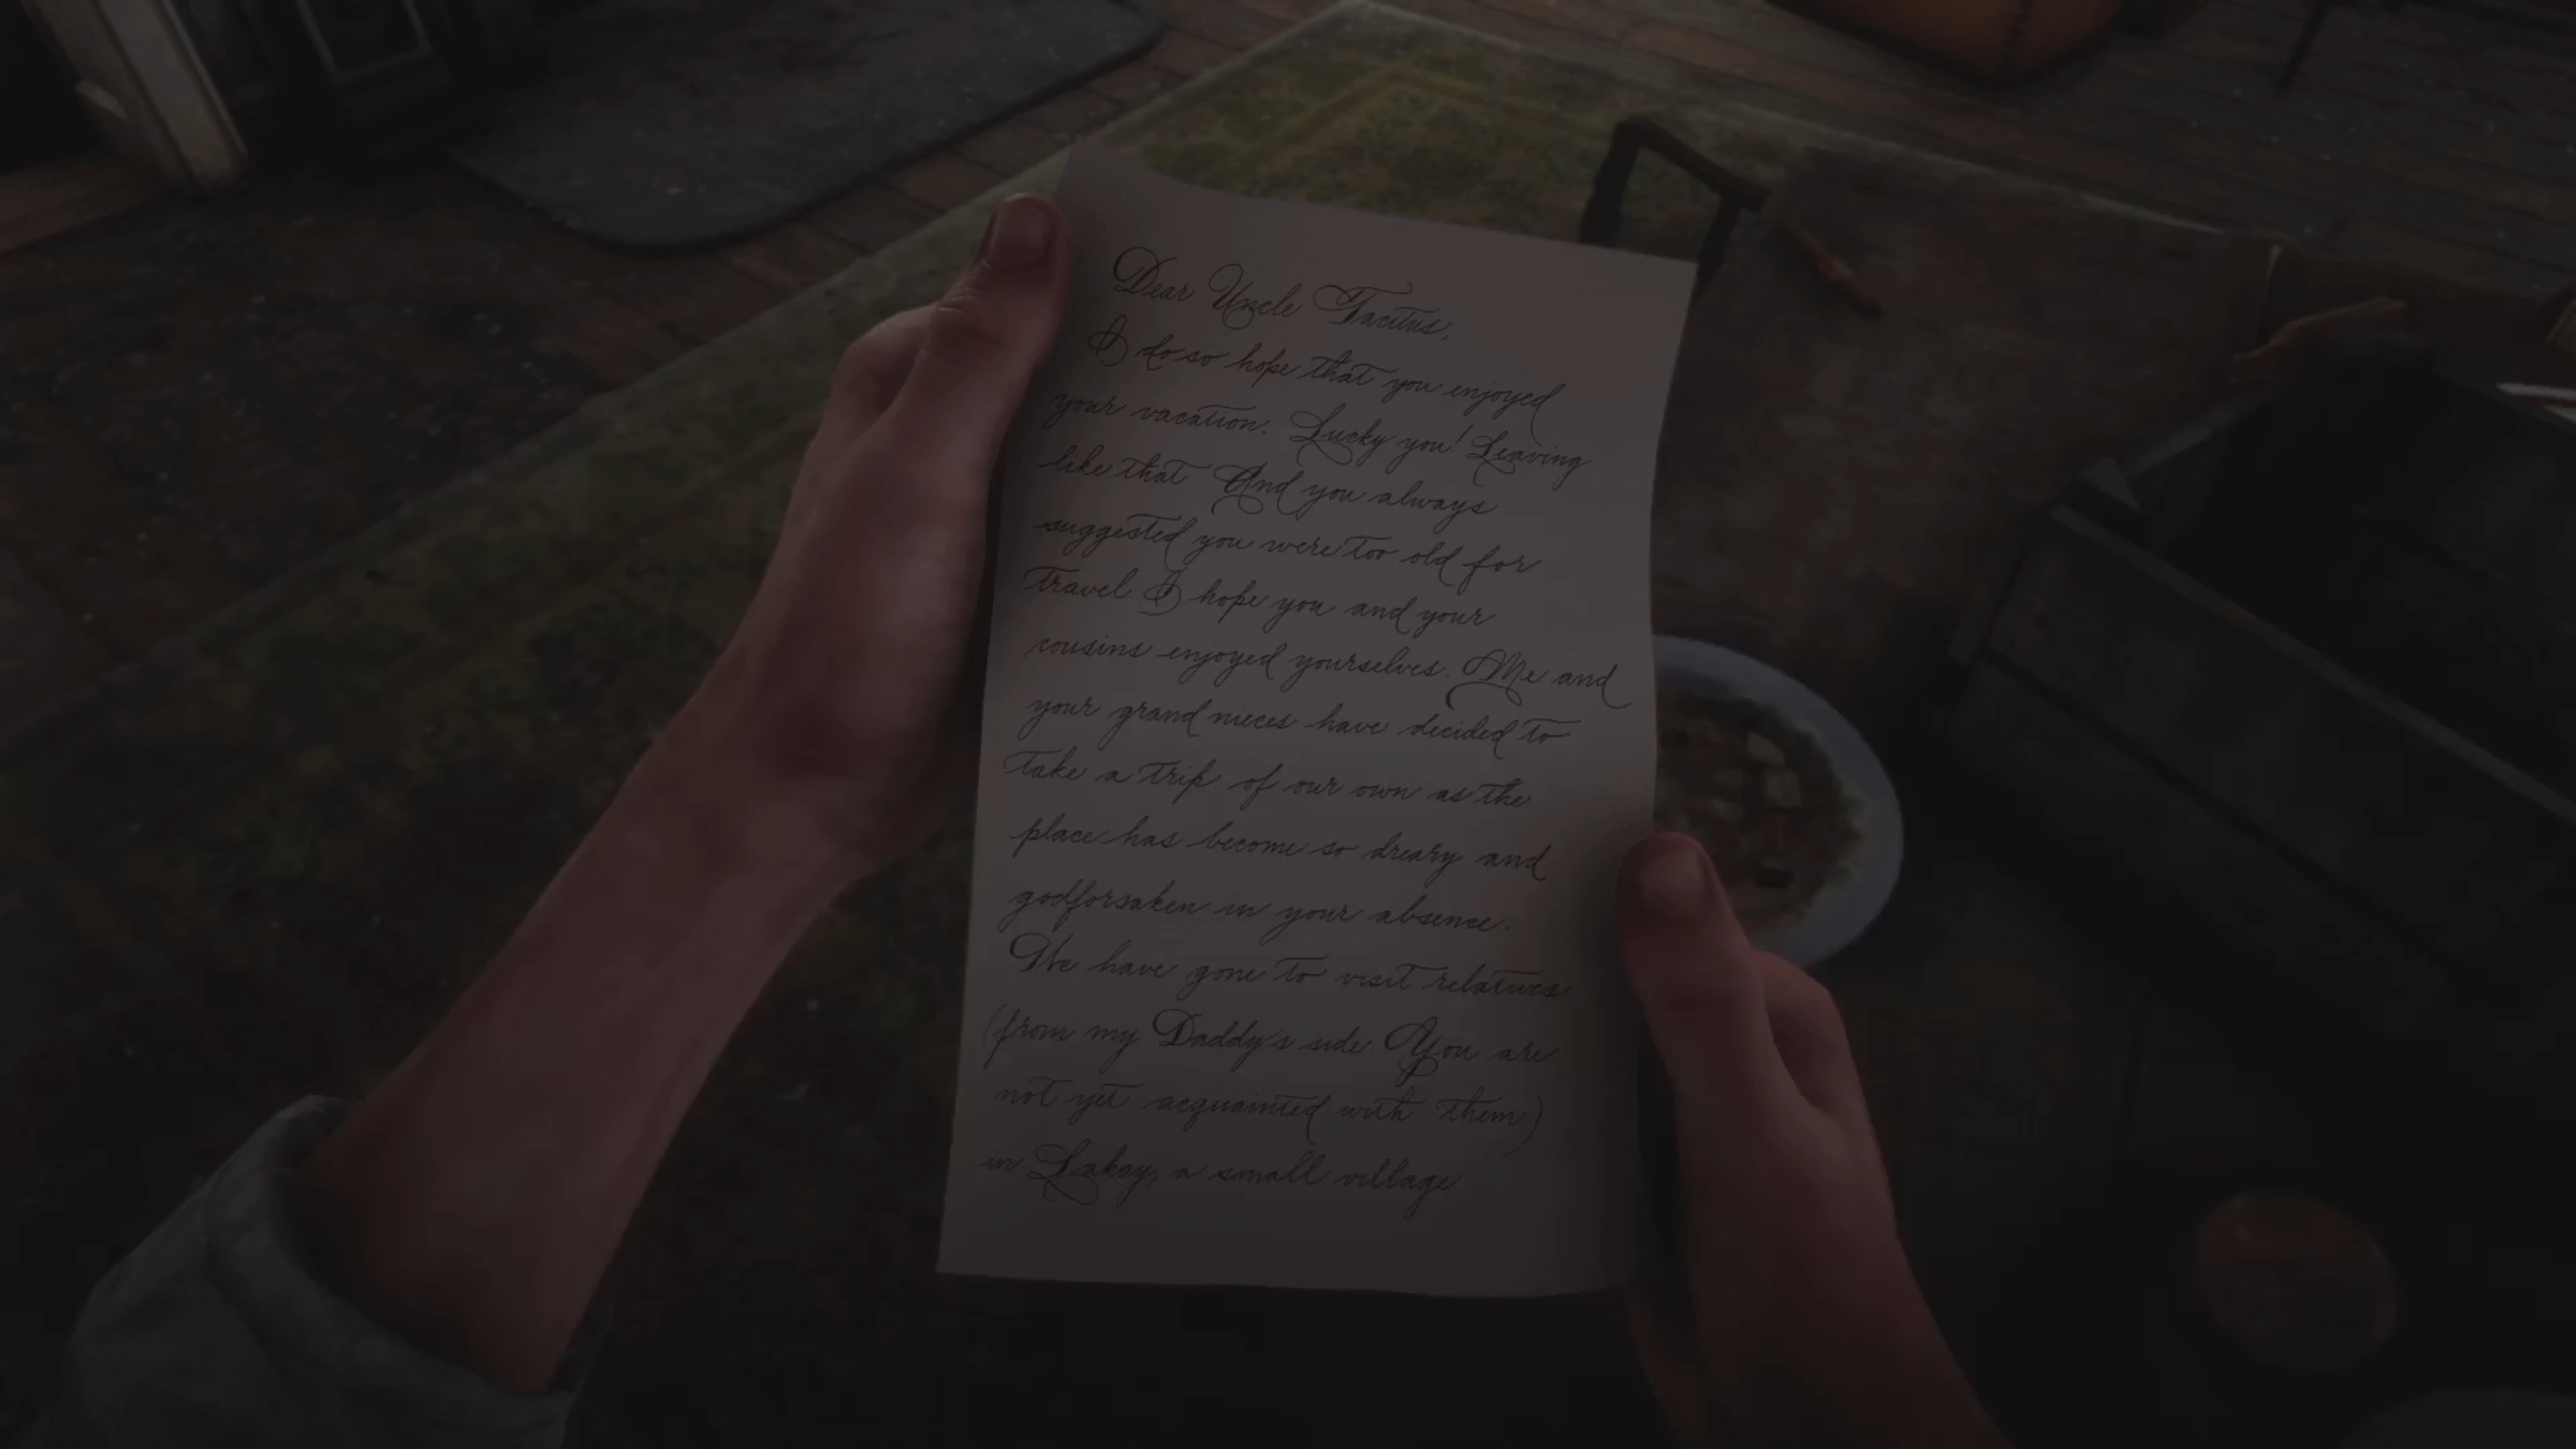 Dear Uncle Tacitus,
I do so hope that you enjoyed
your vacation. Lucky you! Leaving
like that And you always
suggested you were too old for
travel I hope you and your
cousins enjoyed yourselves. Me and
your grand nieces have decided to
take a trip of our own as the
place has become so dreary and
godforsaken in your absence.
We have gone to visit relatives
(from my Daddy's side. You are
not yet acquainted with them)
in Lakay, a small village